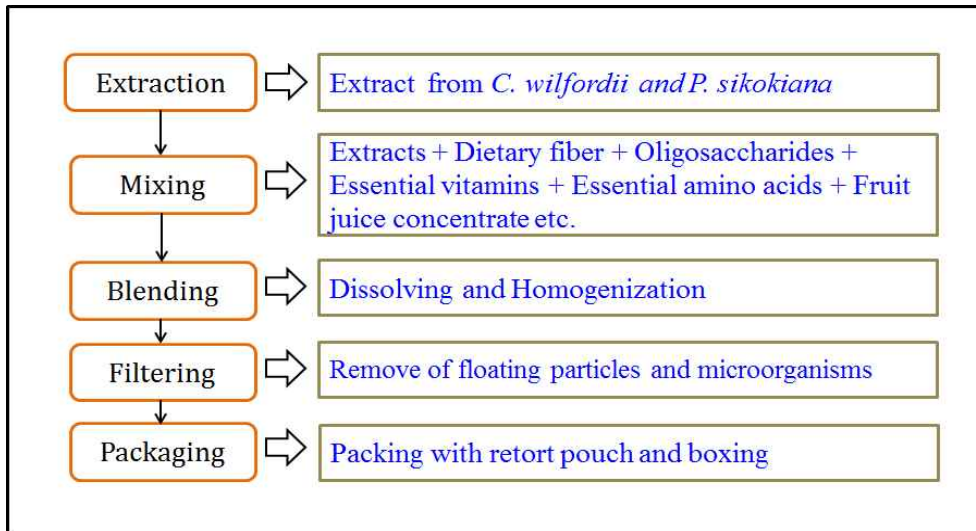 Extraction
Extract from C. wilfordii and P. sikokiana
Mixing
Extracts + Dietary fiber + Oligosaccharides +
Essential vitamins + Essential amino acids + Fruit
juice concentrate etc.
Blending
Dissolving and Homogenization
Filtering
Remove of floating particles and microorganisms
Packaging
Packing with retort pouch and boxing